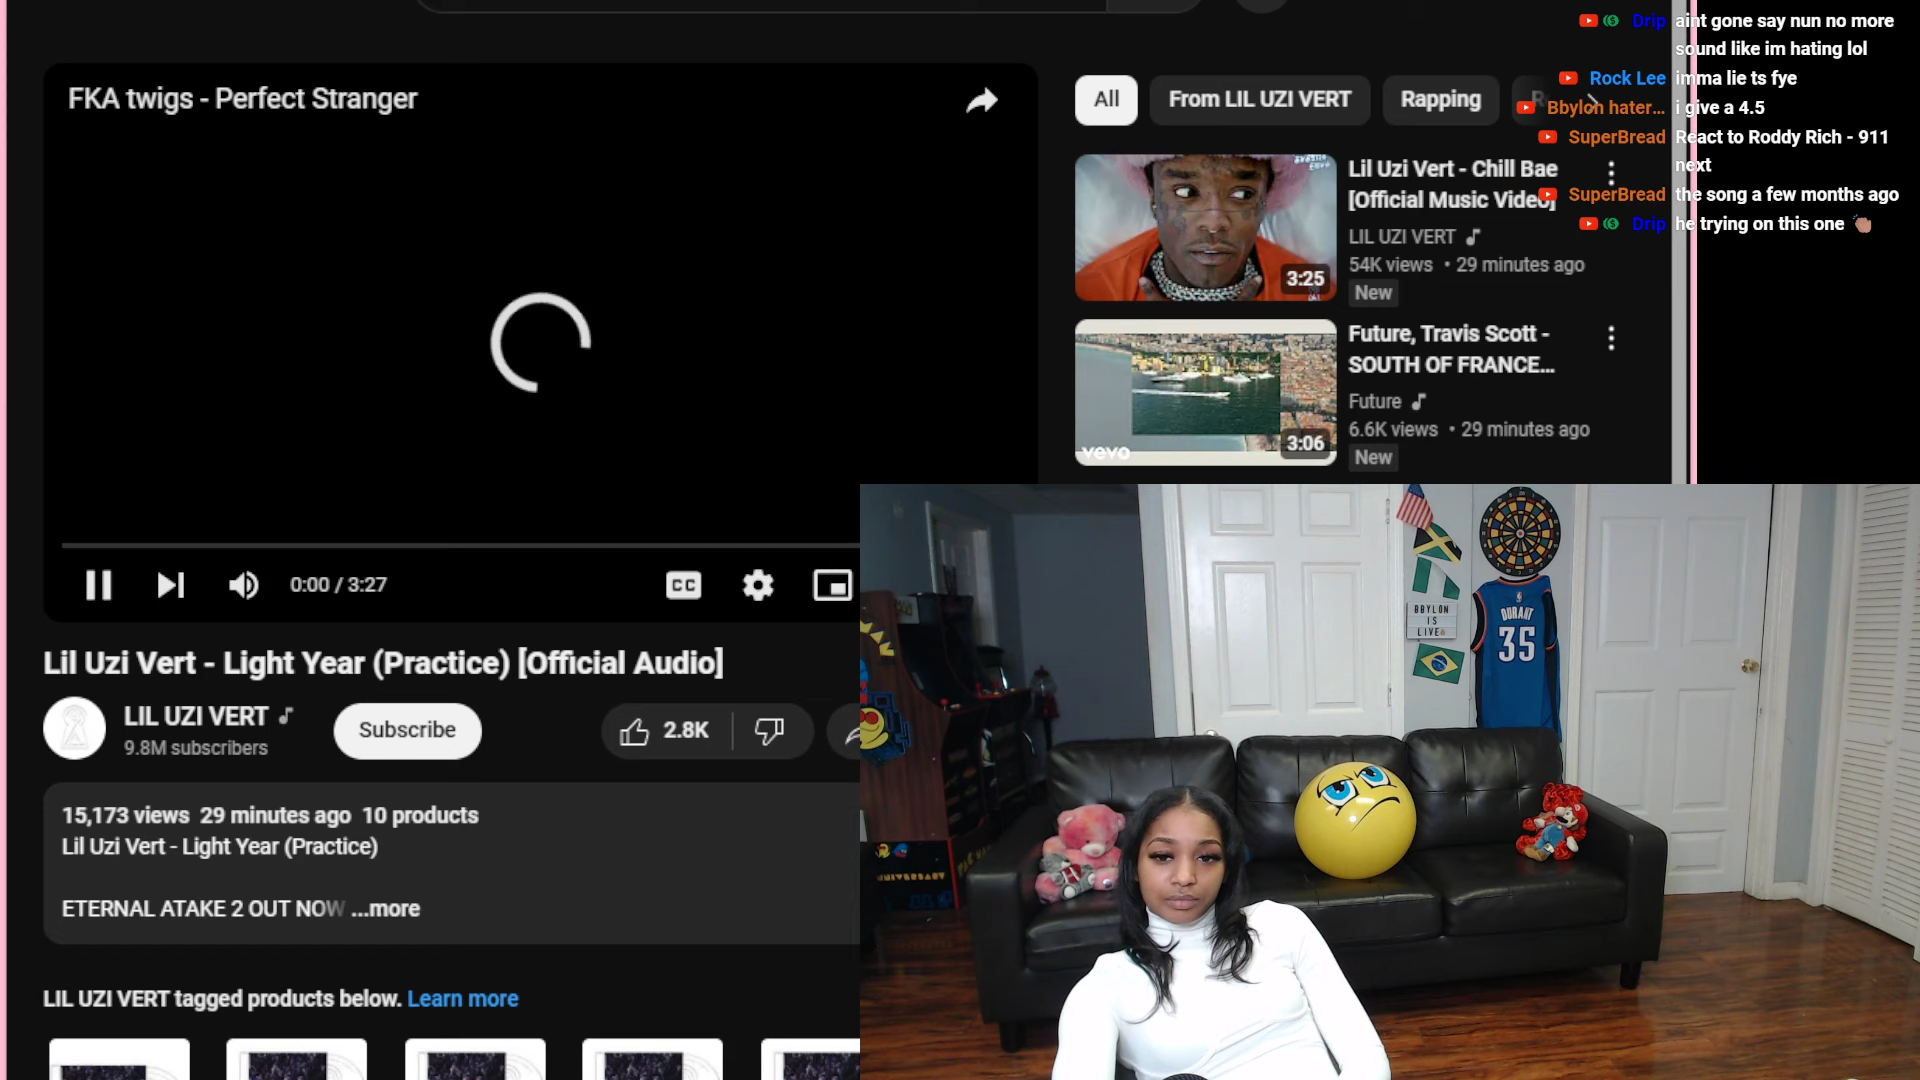 FKA twigs - Perfect Stranger
0:00 / 3:27
CC
Lil Uzi Vert - Light Year (Practice) [Official Audio]
LIL UZI VERT
9.8M subscribers
Subscribe
2.8K
15,173 views 29 minutes ago 10 products
Lil Uzi Vert - Light Year (Practice)
ETERNAL ATAKE 2 OUT NOW ...more
LIL UZI VERT tagged products below. Learn more
All
From LIL UZI VERT
Rapping
Lil Uzi Vert - Chill Bae
[Official Music Video]
LIL UZI VERT
54K views • 29 minutes ago
New
3:25
Future, Travis Scott -
SOUTH OF FRANCE...
Future
6.6K views • 29 minutes ago
New
3:06
vevo
Drip aint gone say nun no more
sound like im hating lol
Rock Lee imma lie ts fye
Bbylon hater... i give a 4.5
SuperBread React to Roddy Rich - 911
next
SuperBread the song a few months ago
Drip he trying on this one
BBYLON
IS
LIVE
DURANT
35